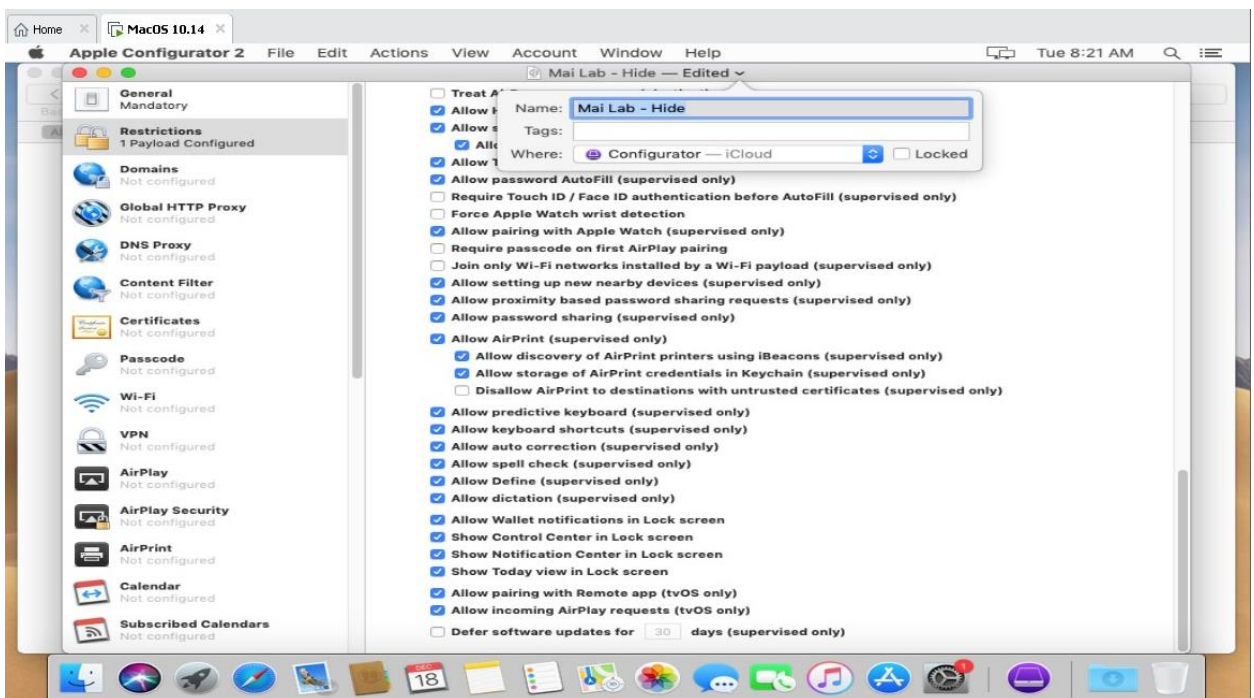 Home
MacOS 10.14
Apple Configurator 2 File Edit Actions View Account Window Help Tue 8:21 AM
Mai Lab - Hide — Edited
Name: Mai Lab - Hide
Tags:
Where: Configurator — iCloud Locked
General
Mandatory
Restrictions
1 Payload Configured
Domains
Not configured
Global HTTP Proxy
Not configured
DNS Proxy
Not configured
Content Filter
Not configured
Certificates
Not configured
Passcode
Not configured
Wi-Fi
Not configured
VPN
Not configured
AirPlay
Not configured
AirPlay Security
Not configured
AirPrint
Not configured
Calendar
Not configured
Subscribed Calendars
Not configured
Treat
Allow
Allow
Allow
Allow password AutoFill (supervised only)
Require Touch ID / Face ID authentication before AutoFill (supervised only)
Force Apple Watch wrist detection
Allow pairing with Apple Watch (supervised only)
Require passcode on first AirPlay pairing
Join only Wi-Fi networks installed by a Wi-Fi payload (supervised only)
Allow setting up new nearby devices (supervised only)
Allow proximity based password sharing requests (supervised only)
Allow password sharing (supervised only)
Allow AirPrint (supervised only)
Allow discovery of AirPrint printers using iBeacons (supervised only)
Allow storage of AirPrint credentials in Keychain (supervised only)
Disallow AirPrint to destinations with untrusted certificates (supervised only)
Allow predictive keyboard (supervised only)
Allow keyboard shortcuts (supervised only)
Allow auto correction (supervised only)
Allow spell check (supervised only)
Allow Define (supervised only)
Allow dictation (supervised only)
Allow Wallet notifications in Lock screen
Show Control Center in Lock screen
Show Notification Center in Lock screen
Show Today view in Lock screen
Allow pairing with Remote app (tvOS only)
Allow incoming AirPlay requests (tvOS only)
Defer software updates for 30 days (supervised only)
DEC
18
1